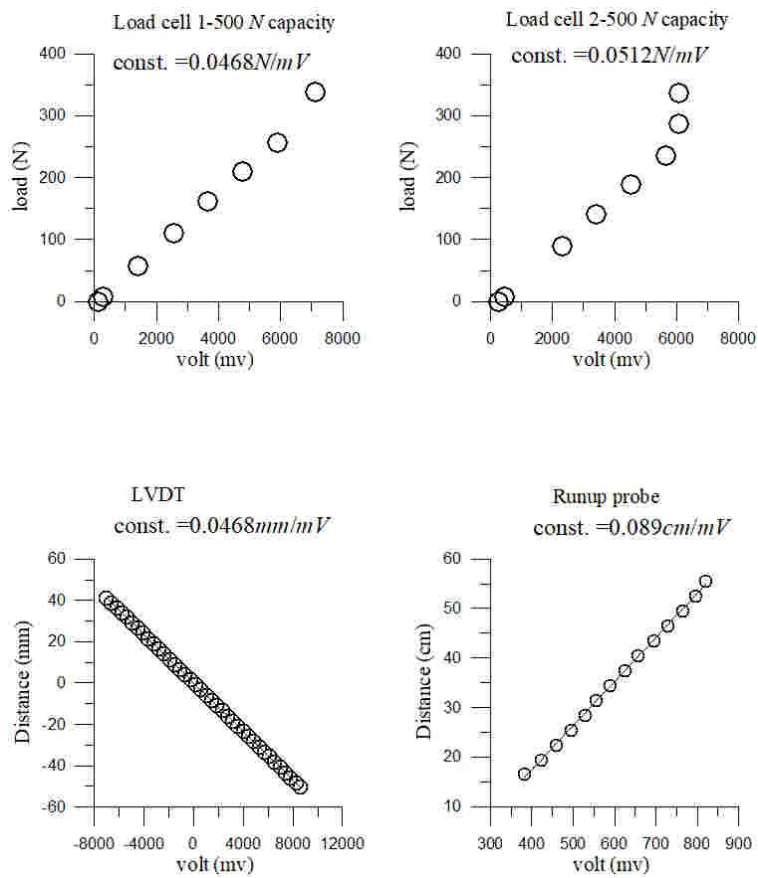 Load cell 1-500 N capacity
const. =0.0468N/mV
400
300
200
100
0
load (N)
0 2000 4000 6000 8000
volt (mv)
Load cell 2-500 N capacity
const. =0.0512N/mV
400
300
200
100
0
load (N)
0 2000 4000 6000 8000
volt (mv)
LVDT
const. =0.0468mm/mV
60
40
20
0
-20
-40
-60
Distance (mm)
-8000 -4000 0 4000 8000 12000
volt (mv)
Runup probe
const. =0.089cm/mV
60
50
40
30
20
10
Distance (cm)
300 400 500 600 700 800 900
volt (mv)